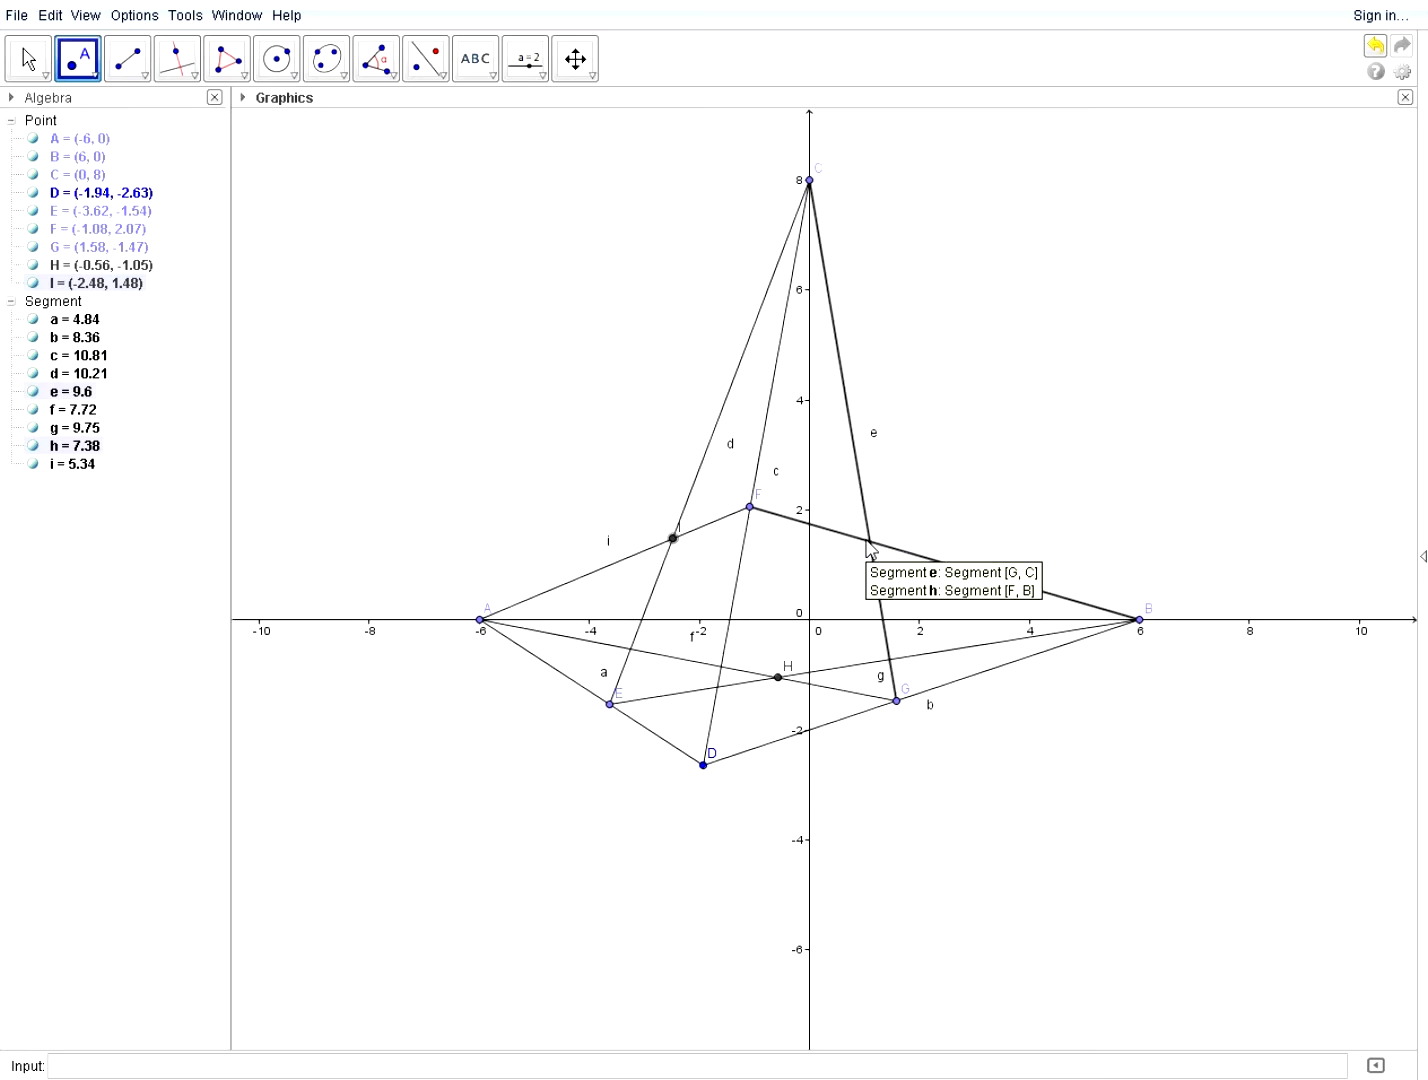 File Edit View Options Tools Window Help Sign in...
A α ABC a = 2
Algebra Graphics
Point
A = (-6, 0)
B = (6, 0)
C = (0, 8)
D = (-1.94, -2.63)
E = (-3.62, -1.54)
F = (-1.08, 2.07)
G = (1.58, -1.47)
H = (-0.56, -1.05)
I = (-2.48, 1.48)
Segment
a = 4.84
b = 8.36
c = 10.81
d = 10.21
e = 9.6
f = 7.72
g = 9.75
h = 7.38
i = 5.34
C
8
6
e
4
d
c
F
2
I
i
Segment e: Segment [G, C]
Segment h: Segment [F, B]
A
B
0
-10 -8 -6 -4 -2 0 2 4 6 8 10
f
H
a
g
E
G
b
-2
D
-4
-6
Input: